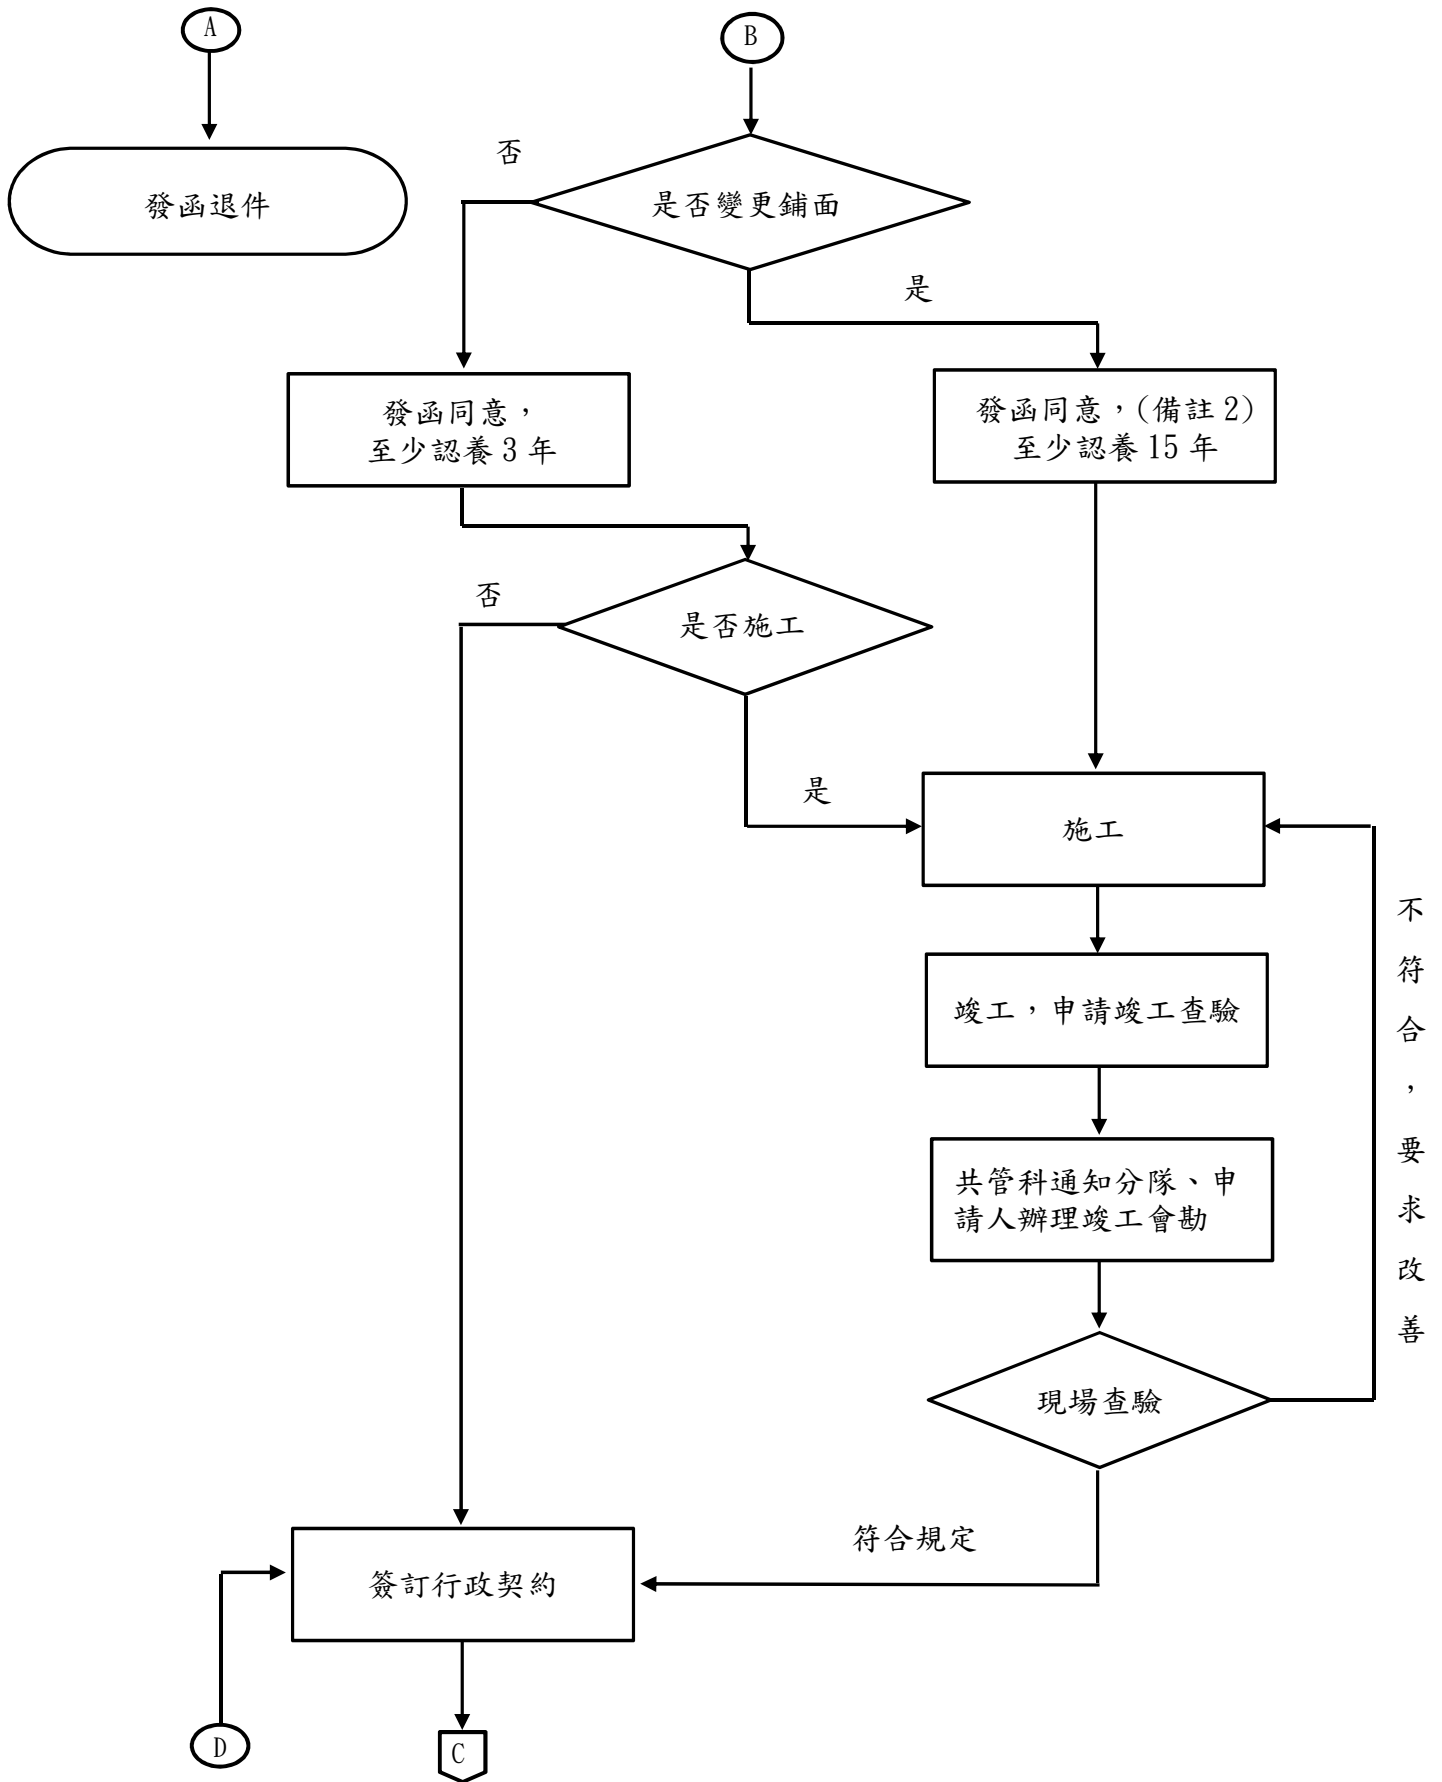 A
B
發函退件
否
是否變更鋪面
是
發函同意，
至少認養 3 年
發函同意，(備註 2)
至少認養 15 年
否
是否施工
是
施工
竣工，申請竣工查驗
共管科通知分隊、申
請人辦理竣工會勘
不符合，要求改善
現場查驗
符合規定
簽訂行政契約
D
C